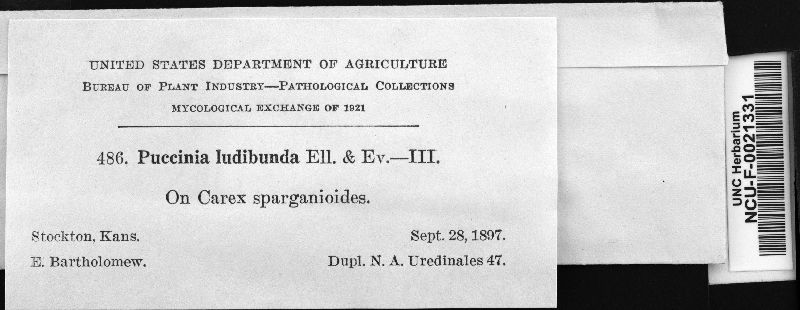 UNITED STATES DEPARTMENT OF AGRICULTURE
BUREAU OF PLANT INDUSTRY—PATHOLOGICAL COLLECTIONS
MYCOLOGICAL EXCHANGE OF 1921
486. Puccinia ludibunda Ell. & Ev.—III.
On Carex sparganioides.
Stockton, Kans. Sept. 28, 1897.
E. Bartholomew. Dupl. N. A. Uredinales 47.
UNC Herbarium
NCU-F-0021331